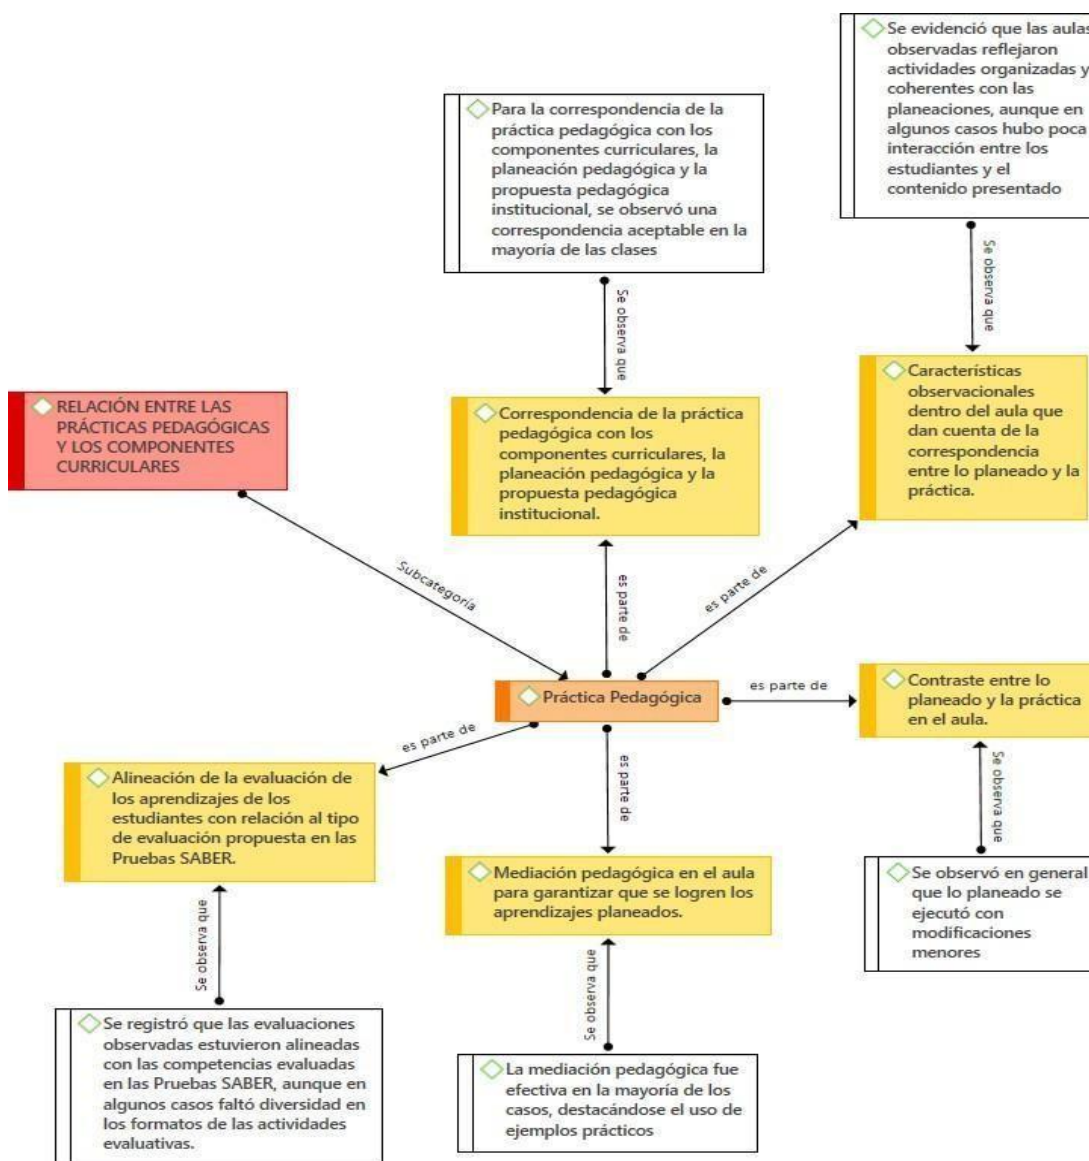 Se evidenció que las aulas
observadas reflejaron
actividades organizadas y
coherentes con las
planeaciones, aunque en
algunos casos hubo poca
interacción entre los
estudiantes y el
contenido presentado
Para la correspondencia de la
práctica pedagógica con los
componentes curriculares, la
planeación pedagógica y la
propuesta pedagógica
institucional, se observó una
correspondencia aceptable en la
mayoría de las clases
Se observa que
Se observa que
RELACIÓN ENTRE LAS
PRÁCTICAS PEDAGÓGICAS
Y LOS COMPONENTES
CURRICULARES
Correspondencia de la práctica
pedagógica con los
componentes curriculares, la
planeación pedagógica y la
propuesta pedagógica
institucional.
Características
observacionales
dentro del aula que
dan cuenta de la
correspondencia
entre lo planeado y la
práctica.
Subcategoría
es parte de
es parte de
Práctica Pedagógica
es parte de
Contraste entre lo
planeado y la práctica
en el aula.
es parte de
es parte de
Se observa que
Alineación de la evaluación de
los aprendizajes de los
estudiantes con relación al tipo
de evaluación propuesta en las
Pruebas SABER.
Mediación pedagógica en el aula
para garantizar que se logren los
aprendizajes planeados.
Se observó en general
que lo planeado se
ejecutó con
modificaciones
menores
Se observa que
Se observa que
Se registró que las evaluaciones
observadas estuvieron alineadas
con las competencias evaluadas
en las Pruebas SABER, aunque en
algunos casos faltó diversidad en
los formatos de las actividades
evaluativas.
La mediación pedagógica fue
efectiva en la mayoría de los
casos, destacándose el uso de
ejemplos prácticos